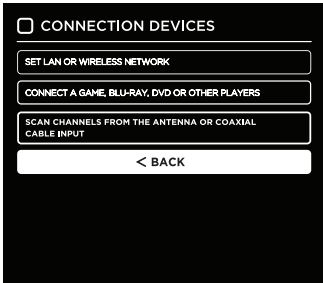 CONNECTION DEVICES
SET LAN OR WIRELESS NETWORK
CONNECT A GAME, BLU-RAY, DVD OR OTHER PLAYERS
SCAN CHANNELS FROM THE ANTENNA OR COAXIAL
CABLE INPUT
< BACK